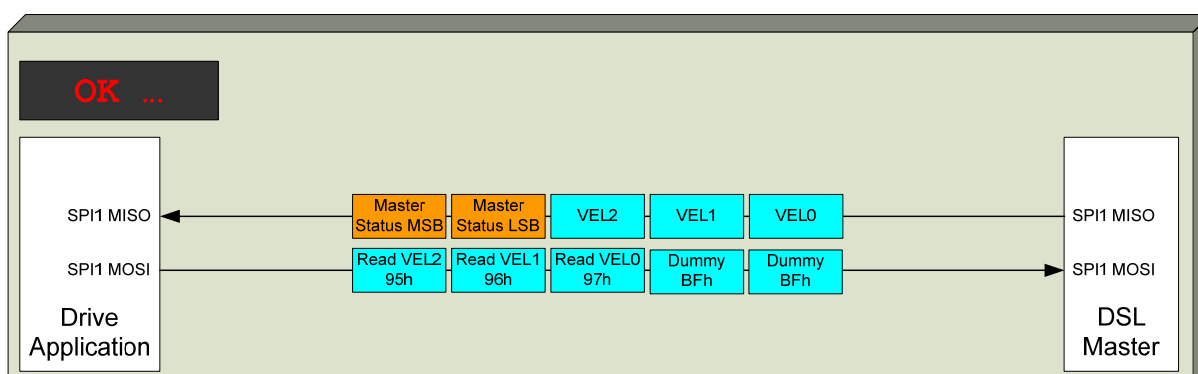 OK ...
SPI1 MISO
Master
Status MSB
Master
Status LSB
VEL2
VEL1
VEL0
SPI1 MISO
SPI1 MOSI
Read VEL2
95h
Read VEL1
96h
Read VEL0
97h
Dummy
BFh
Dummy
BFh
SPI1 MOSI
Drive
Application
DSL
Master